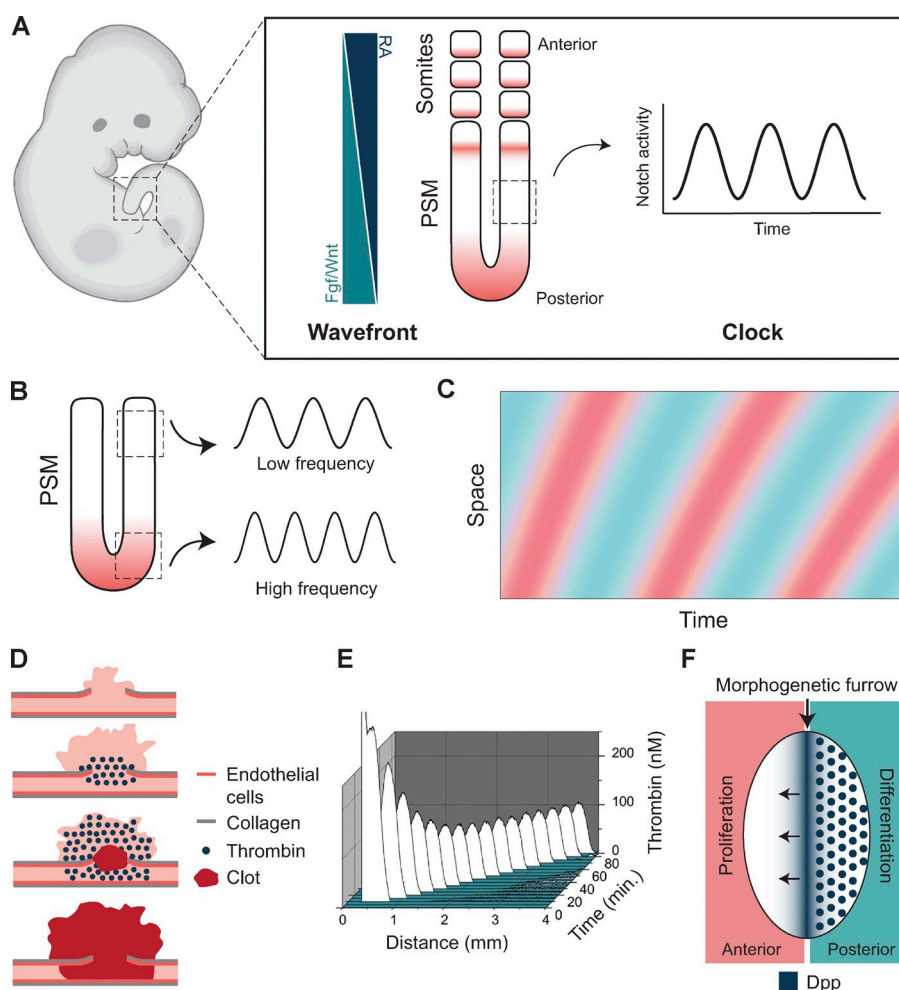 A
RA
Fgf/Wnt
Wavefront
Somites
PSM
Anterior
Posterior
Notch activity
Time
Clock
B
PSM
Low frequency
High frequency
C
Space
Time
D
Endothelial
cells
Collagen
Thrombin
Clot
E
200
100
0
Thrombin (nM)
80
60
40
20
0
Time (min.)
0
1
2
3
4
Distance (mm)
F
Morphogenetic furrow
Proliferation
Differentiation
Anterior
Posterior
Dpp